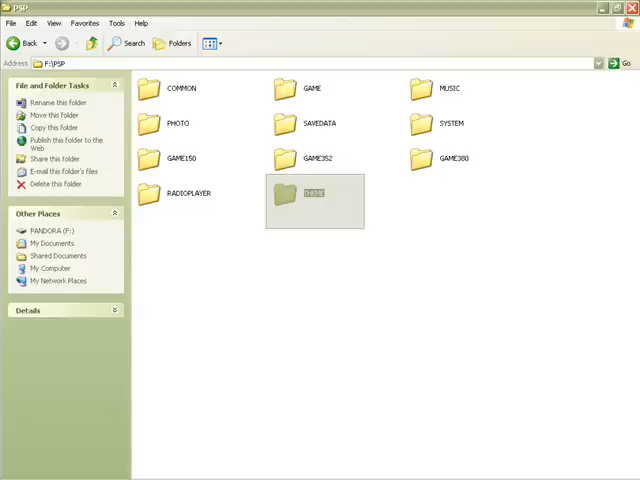 PSP
File Edit View Favorites Tools Help
Back Search Folders
Address F:\PSP Go
File and Folder Tasks
Rename this folder
Move this folder
Copy this folder
Publish this folder to the
Web
Share this folder
E-mail this folder's files
Delete this folder
Other Places
PANDORA (F:)
My Documents
Shared Documents
My Computer
My Network Places
Details
COMMON GAME MUSIC
PHOTO SAVEDATA SYSTEM
GAME150 GAME352 GAME380
RADIOPLAYER THEME